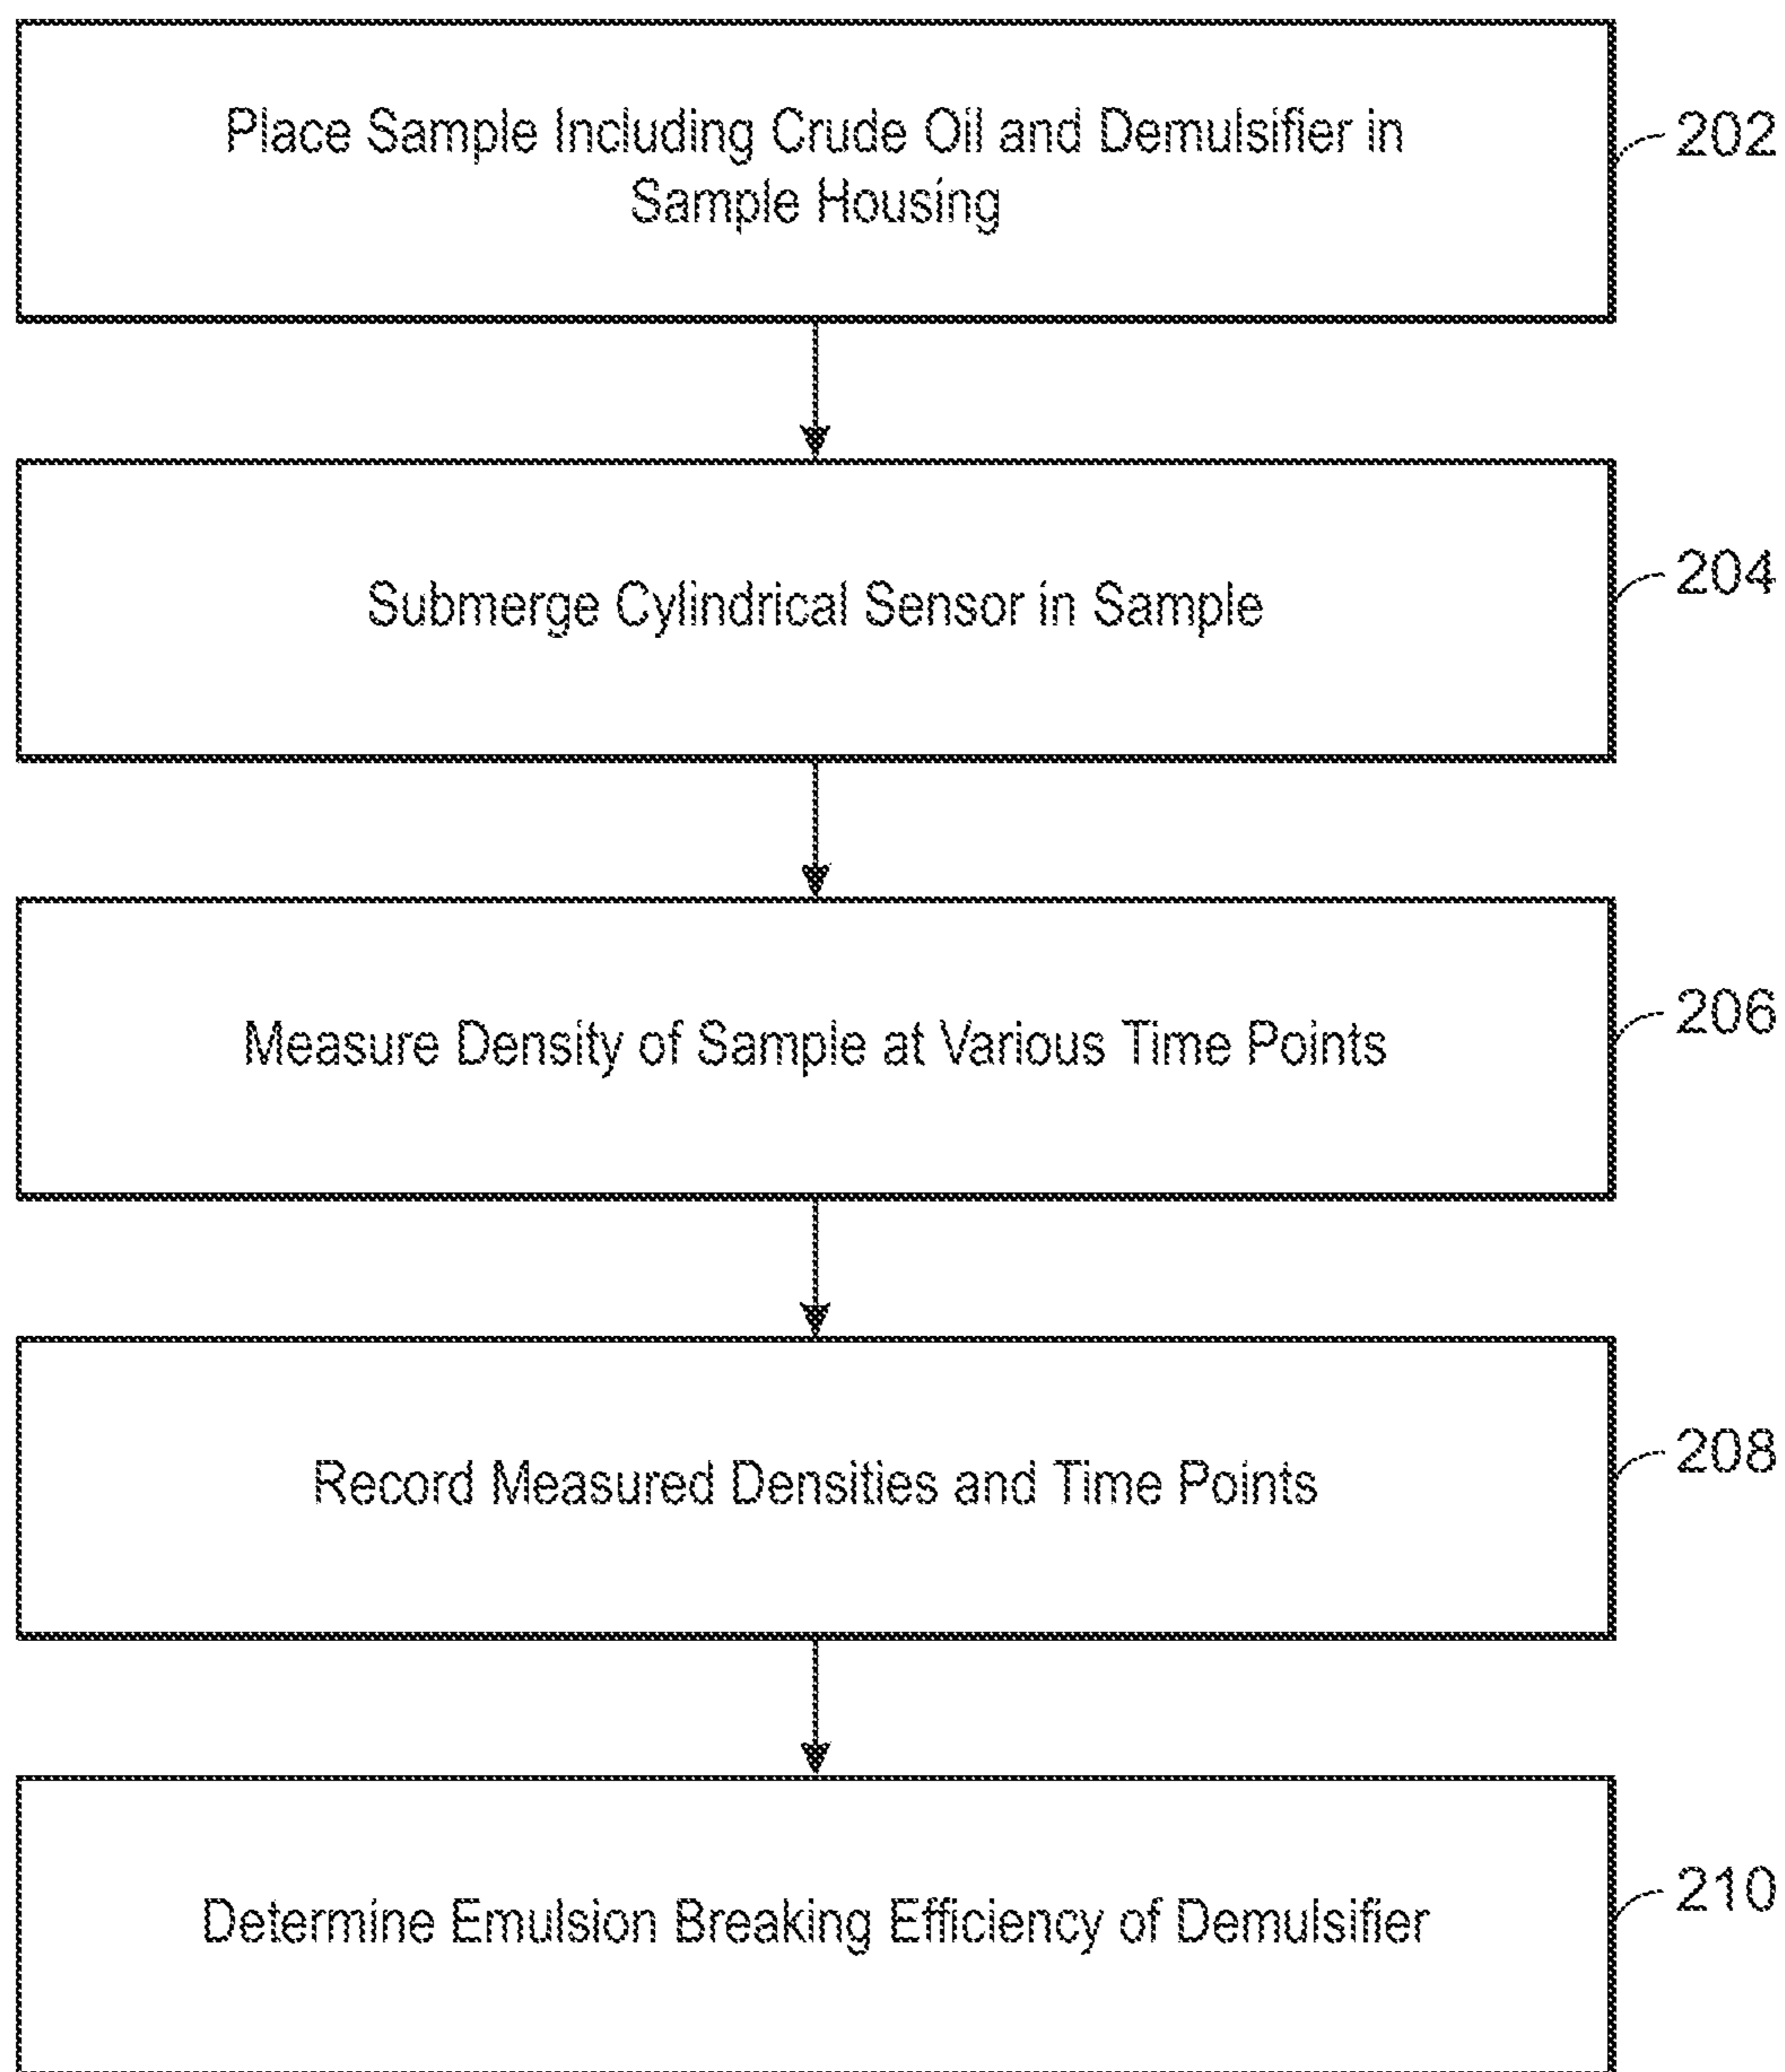 Place Sample Including Crude Oil and Demulsifier in
Sample Housing
202
Submerge Cylindrical Sensor in Sample
204
Measure Density of Sample at Various Time Points
206
Record Measured Densities and Time Points
208
Determine Emulsion Breaking Efficiency of Demulsifier
210